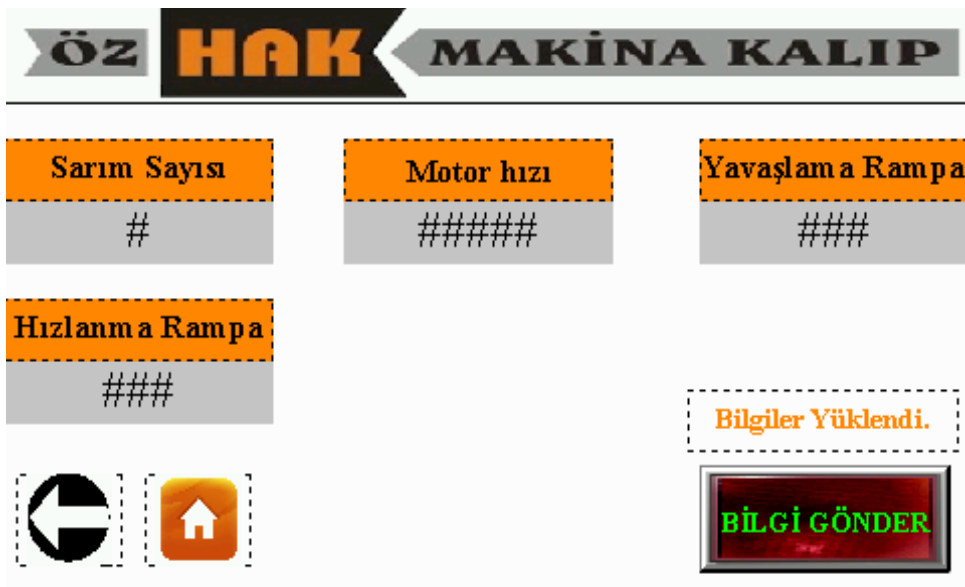 ÖZ HAK MAKİNA KALIP
Sarım Sayısı
#
Motor hızı
#####
Yavaşlama Rampa
###
Hızlanma Rampa
###
Bilgiler Yüklendi.
BİLGİ GÖNDER